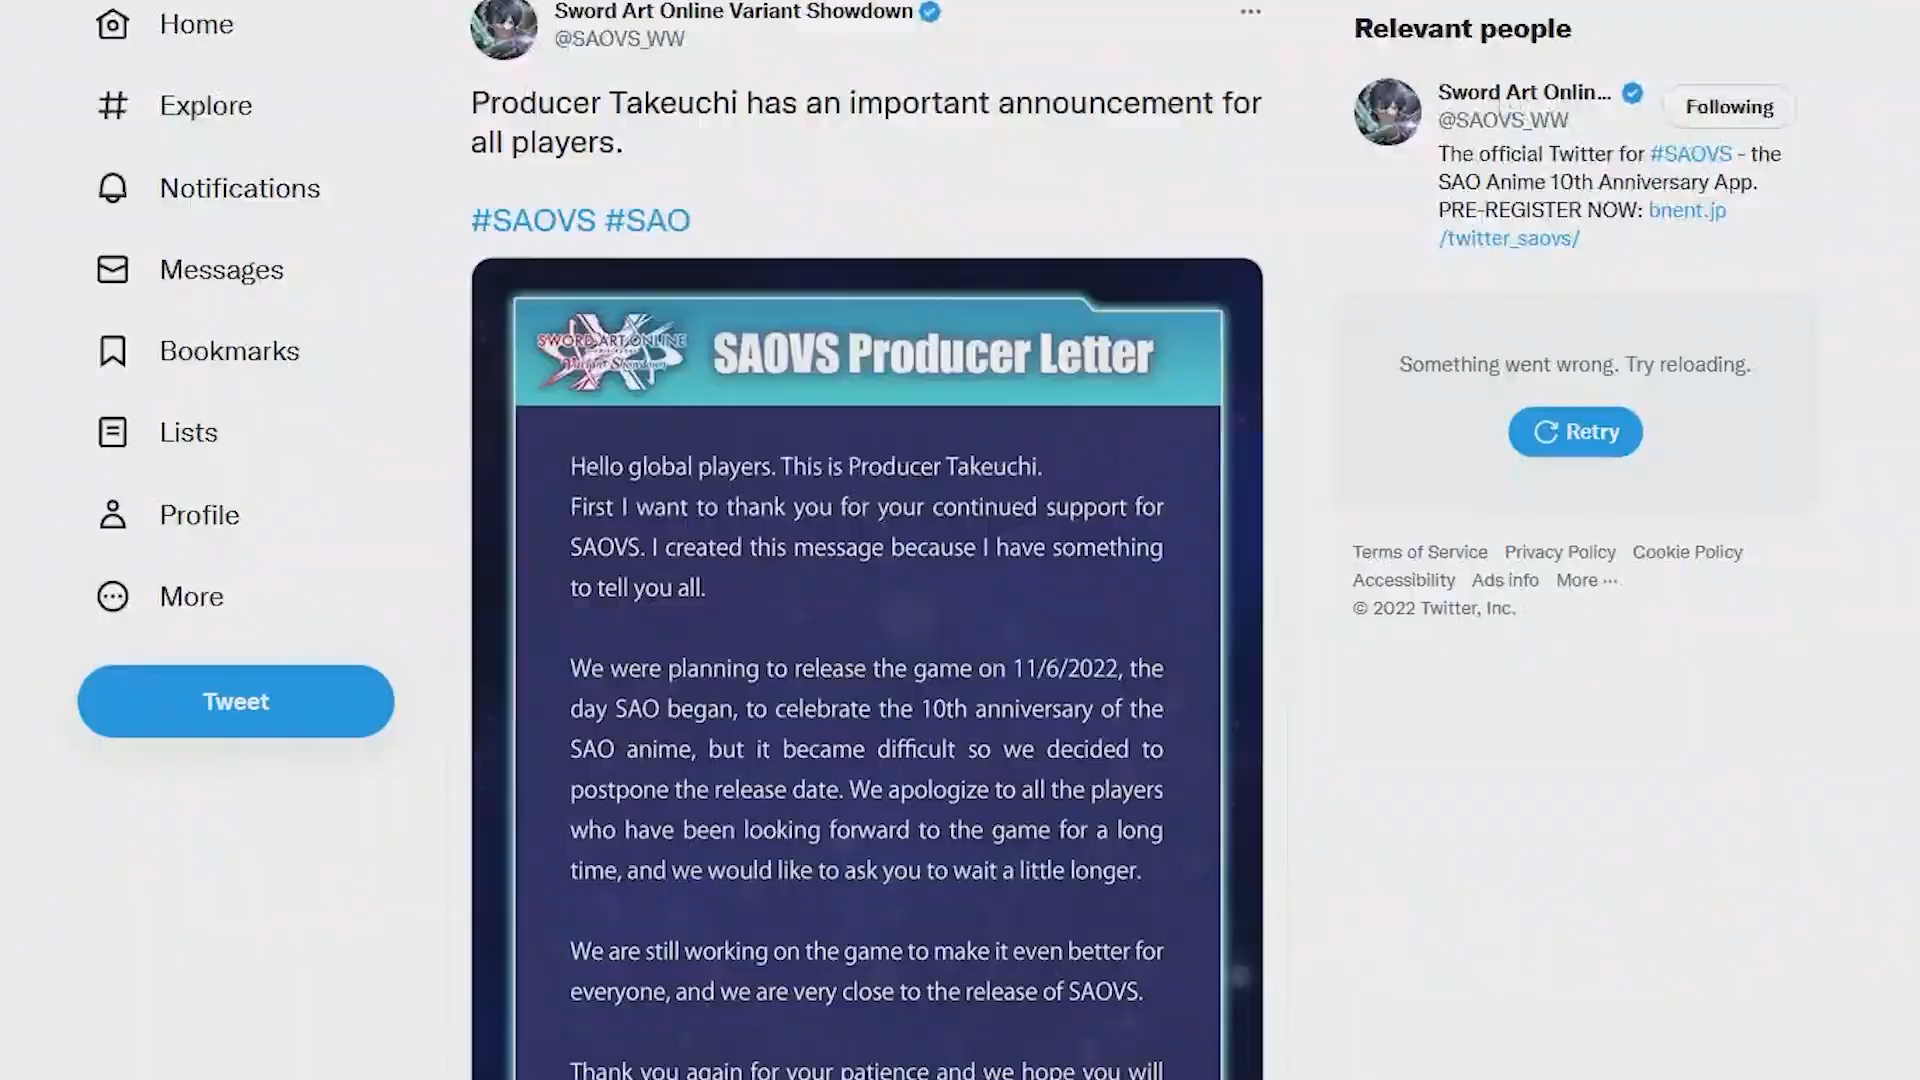 Home
Explore
Notifications
Messages
Bookmarks
Lists
Profile
More
Tweet
Sword Art Online Variant Showdown
@SAOVS_WW
Producer Takeuchi has an important announcement for
all players.
#SAOVS #SAO
SWORD ART ONLINE
Variant Showdown
SAOVS Producer Letter
Hello global players. This is Producer Takeuchi.
First I want to thank you for your continued support for
SAOVS. I created this message because I have something
to tell you all.
We were planning to release the game on 11/6/2022, the
day SAO began, to celebrate the 10th anniversary of the
SAO anime, but it became difficult so we decided to
postpone the release date. We apologize to all the players
who have been looking forward to the game for a long
time, and we would like to ask you to wait a little longer.
We are still working on the game to make it even better for
everyone, and we are very close to the release of SAOVS.
Thank you again for your patience and we hope you will
Relevant people
Sword Art Onlin...
@SAOVS_WW
Following
The official Twitter for #SAOVS - the
SAO Anime 10th Anniversary App.
PRE-REGISTER NOW: bnent.jp
/twitter_saovs/
Something went wrong. Try reloading.
Retry
Terms of Service Privacy Policy Cookie Policy
Accessibility Ads info More ...
© 2022 Twitter, Inc.